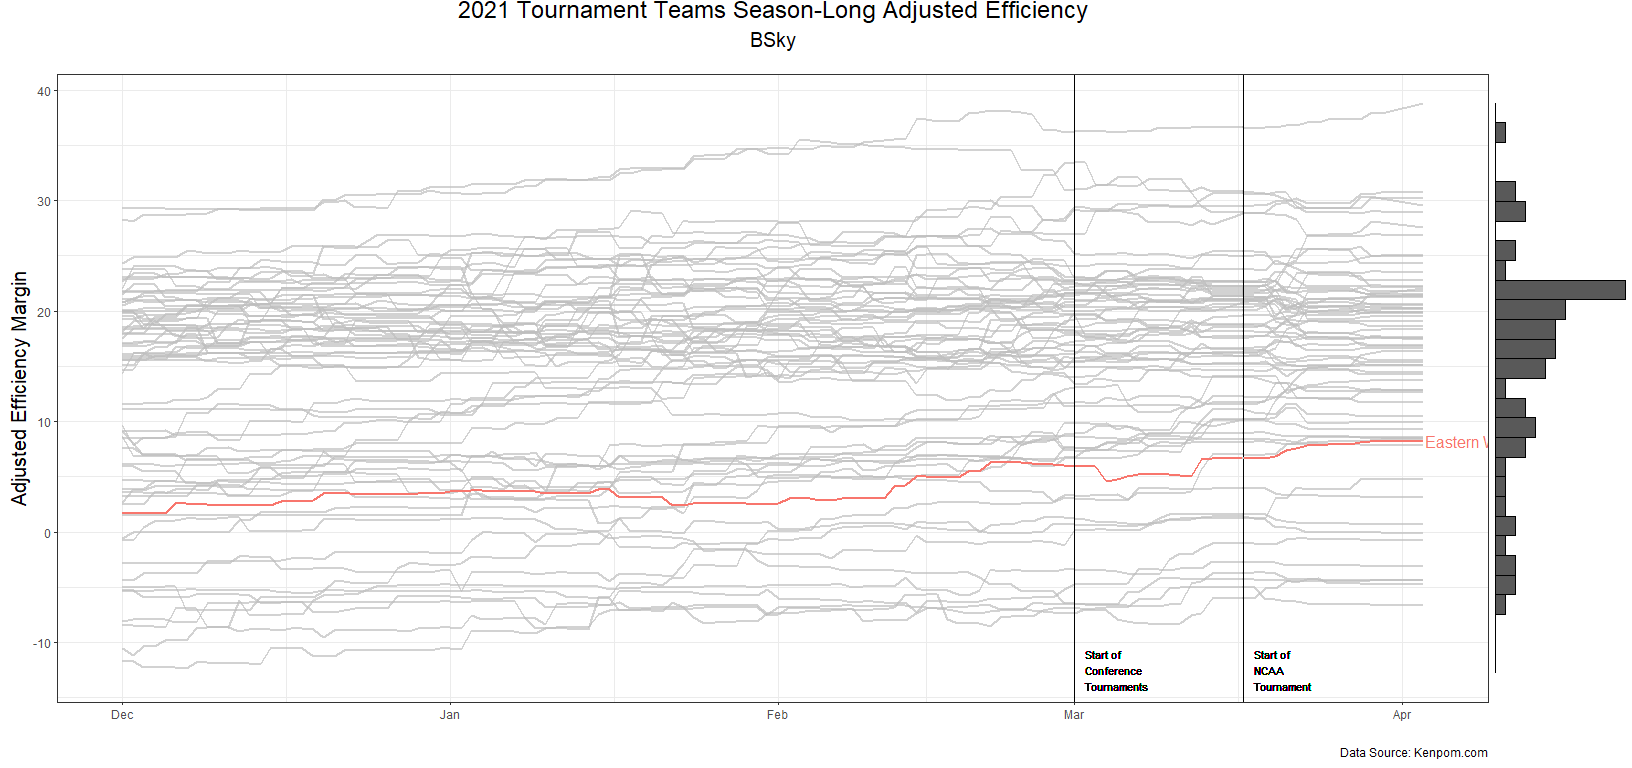 2021 Tournament Teams Season-Long Adjusted Efficiency
BSky
Adjusted Efficiency Margin
40
30
20
10
0
-10
Eastern W
Start of
Conference
Tournaments
Start of
NCAA
Tournament
Dec
Jan
Feb
Mar
Apr
Data Source: Kenpom.com